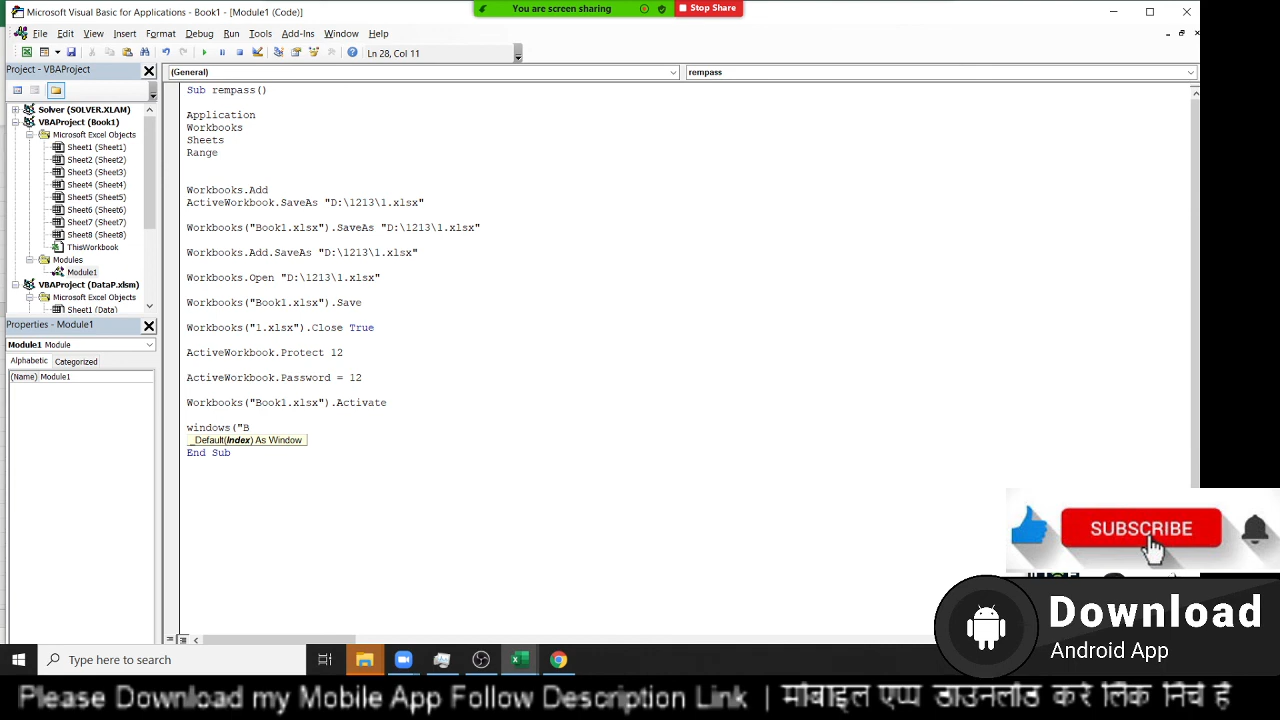 Microsoft Visual Basic for Applications - Book1 - [Module1 (Code)]
You are screen sharing
Stop Share
File Edit View Insert Format Debug Run Tools Add-Ins Window Help
Ln 28, Col 11
Project - VBAProject
(General)
rempass
Solver (SOLVER.XLAM)
VBAProject (Book1)
Microsoft Excel Objects
Sheet1 (Sheet1)
Sheet2 (Sheet2)
Sheet3 (Sheet3)
Sheet4 (Sheet4)
Sheet5 (Sheet5)
Sheet6 (Sheet6)
Sheet7 (Sheet7)
Sheet8 (Sheet8)
ThisWorkbook
Modules
Module1
VBAProject (DataP.xlsm)
Microsoft Excel Objects
Sheet1 (Data)
Properties - Module1
Module1 Module
Alphabetic Categorized
(Name) Module1
Sub rempass()
Application
Workbooks
Sheets
Range
Workbooks.Add
ActiveWorkbook.SaveAs "D:\1213\1.xlsx"
Workbooks("Book1.xlsx").SaveAs "D:\1213\1.xlsx"
Workbooks.Add.SaveAs "D:\1213\1.xlsx"
Workbooks.Open "D:\1213\1.xlsx"
Workbooks("Book1.xlsx").Save
Workbooks("1.xlsx").Close True
ActiveWorkbook.Protect 12
ActiveWorkbook.Password = 12
Workbooks("Book1.xlsx").Activate
windows("B
_Default(Index) As Window
End Sub
SUBSCRIBE
Download
Android App
Type here to search
Please Download my Mobile App Follow Description Link | मोबाइल एप्प डाउनलोड करे लिंक निचे है